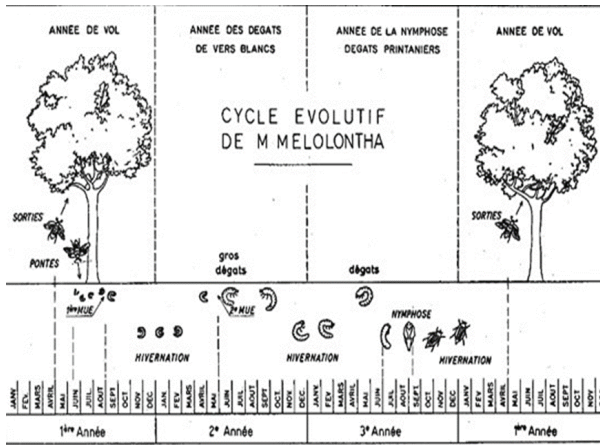 ANNÉE DE VOL
ANNÉE DES DEGATS
DE VERS BLANCS
ANNÉE DE LA NYMPHOSE
DEGATS PRINTANIERS
ANNÉE DE VOL
CYCLE EVOLUTIF
DE M MELOLONTHA
SORTIES
PONTES
SORTIES
gros
dégats
dégats
1ère MUE
2e MUE
NYMPHOSE
HIVERNATION
HIVERNATION
HIVERNATION
JANV. FEV. MARS AVRIL MAI JUIN JUIL AOUT SEPT. OCT NOV DEC JAN FEV MARS AVRIL MAI JUIN JUIL AOUT SEPT OCT. NOV. DEC. JANV. FEV. MARS AVRIL MAI JUIN JUIL. AOUT SEPT. OCT. NOV. DEC. JANV. FEV. MARS AVRIL MAI JUIN JUIL. AOUT SEPT. OCT. NOV
1ère Année 2e Année 3e Année 1ère Année